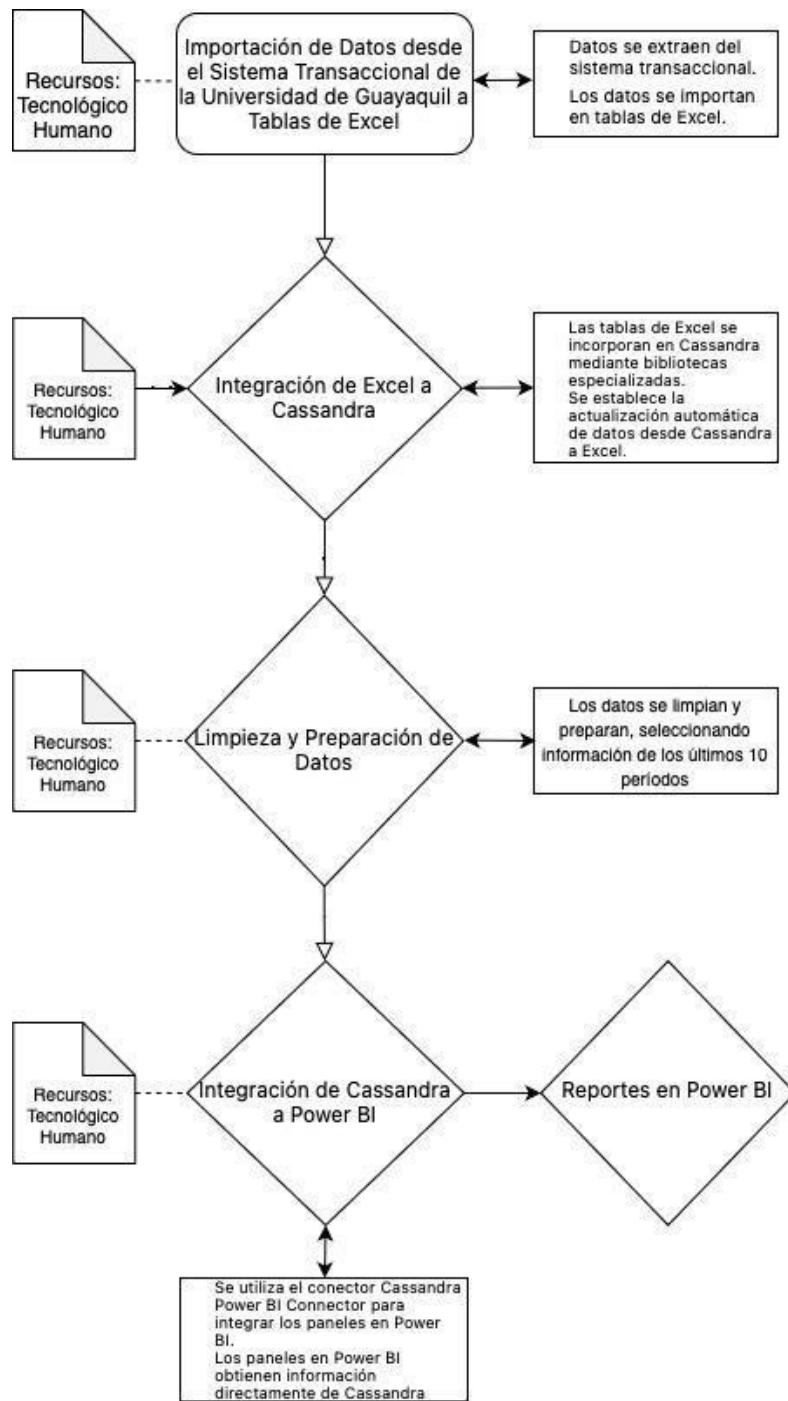 Recursos:
Tecnológico
Humano
Importación de Datos desde
el Sistema Transaccional de
la Universidad de Guayaquil a
Tablas de Excel
Datos se extraen del
sistema transaccional.
Los datos se importan
en tablas de Excel.
Recursos:
Tecnológico
Humano
Integración de Excel a
Cassandra
Las tablas de Excel se
incorporan en Cassandra
mediante bibliotecas
especializadas.
Se establece la
actualización automática
de datos desde Cassandra
a Excel.
Recursos:
Tecnológico
Humano
Limpieza y Preparación de
Datos
Los datos se limpian y
preparan, seleccionando
información de los últimos 10
períodos
Recursos:
Tecnológico
Humano
Integración de Cassandra
a Power BI
Reportes en Power BI
Se utiliza el conector Cassandra
Power BI Connector para
integrar los paneles en Power
BI.
Los paneles en Power BI
obtienen información
directamente de Cassandra